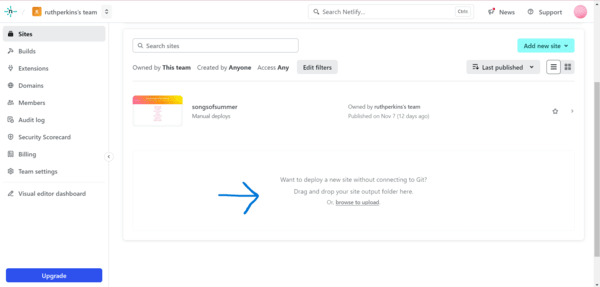 R
ruthperkins's team
Search Netlify...
Ctrl K
News
Support
Sites
Builds
Extensions
Domains
Members
Audit log
Security Scorecard
Billing
Team settings
Visual editor dashboard
Upgrade
Search sites
Add new site
Owned by This team
Created by Anyone
Access Any
Edit filters
Last published
songsofsummer
Manual deploys
Owned by ruthperkins's team
Published on Nov 7 (12 days ago)
Want to deploy a new site without connecting to Git?
Drag and drop your site output folder here.
Or, browse to upload